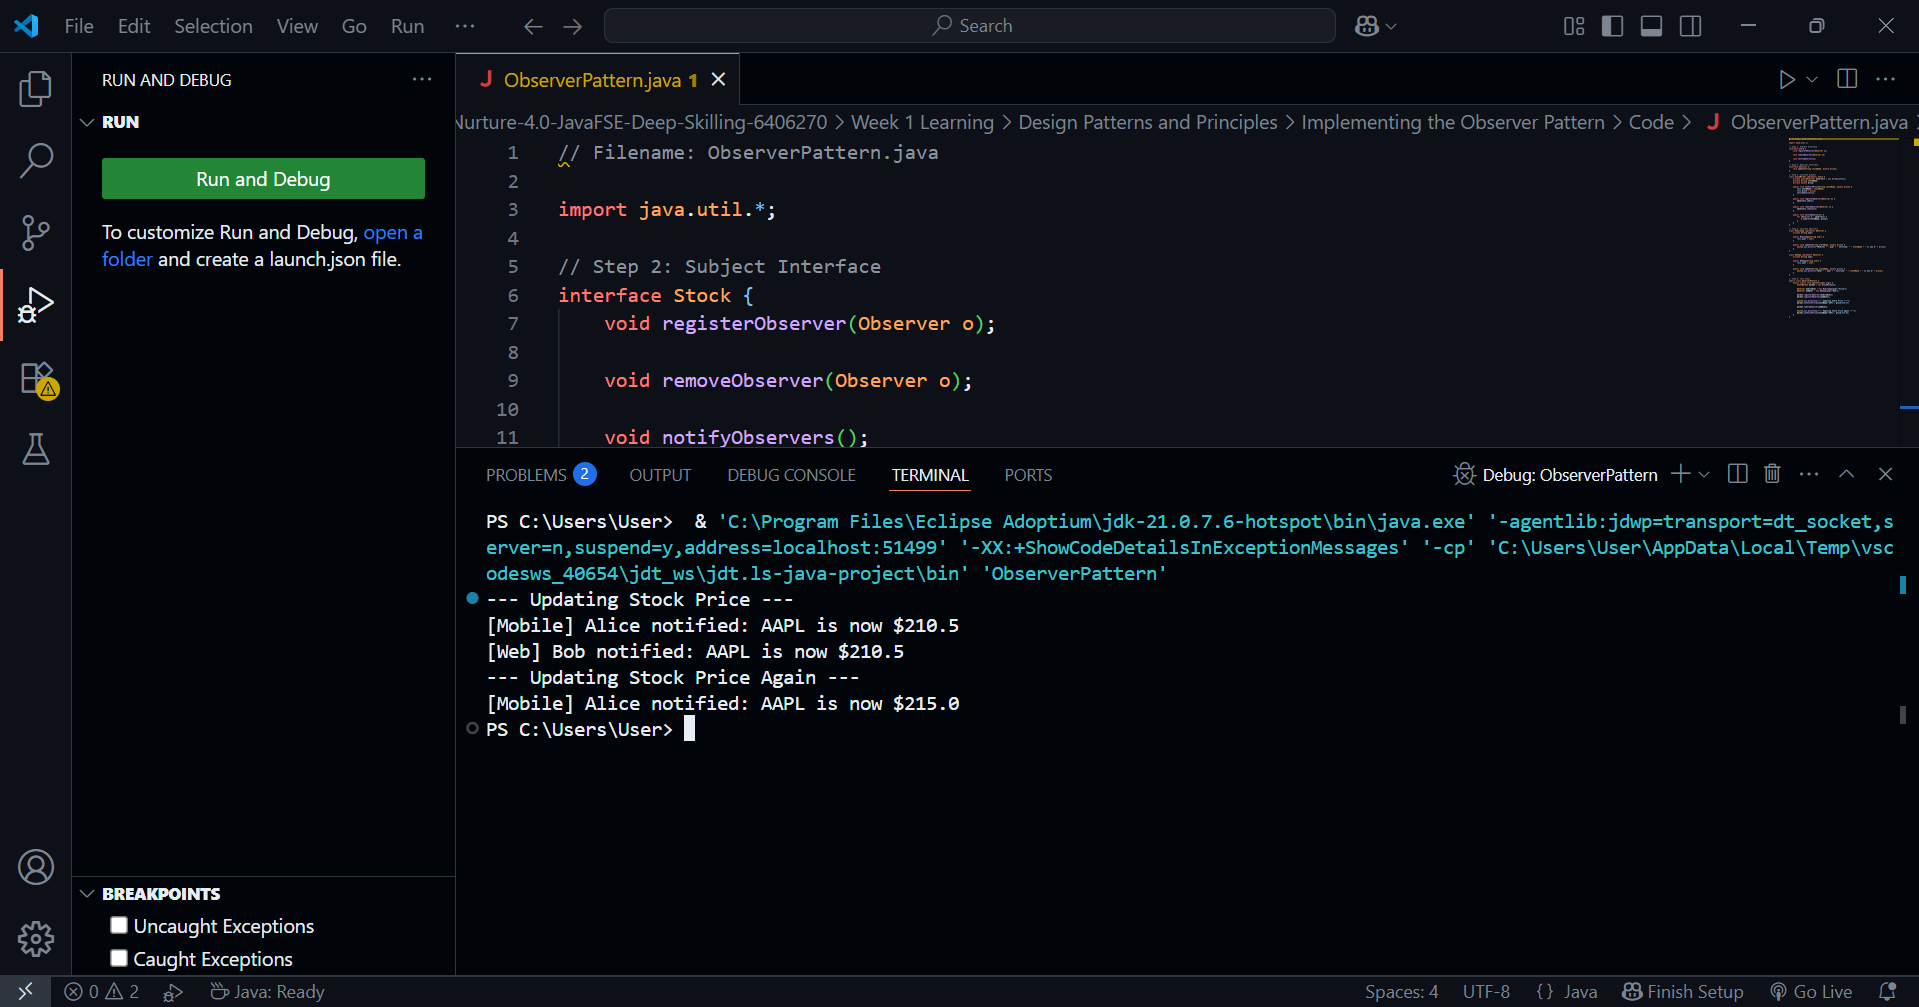 File Edit Selection View Go Run ··· Search
RUN AND DEBUG ···
RUN
Run and Debug
To customize Run and Debug, open a
folder and create a launch.json file.
BREAKPOINTS
Uncaught Exceptions
Caught Exceptions
J ObserverPattern.java 1
Nurture-4.0-JavaFSE-Deep-Skilling-6406270 > Week 1 Learning > Design Patterns and Principles > Implementing the Observer Pattern > Code > J ObserverPattern.java
1 // Filename: ObserverPattern.java
2
3 import java.util.*;
4
5 // Step 2: Subject Interface
6 interface Stock {
7 void registerObserver(Observer o);
8
9 void removeObserver(Observer o);
10
11 void notifyObservers();
PROBLEMS 2 OUTPUT DEBUG CONSOLE TERMINAL PORTS Debug: ObserverPattern
PS C:\Users\User>  & 'C:\Program Files\Eclipse Adoptium\jdk-21.0.7.6-hotspot\bin\java.exe' '-agentlib:jdwp=transport=dt_socket,s
erver=n,suspend=y,address=localhost:51499' '-XX:+ShowCodeDetailsInExceptionMessages' '-cp' 'C:\Users\User\AppData\Local\Temp\vsc
odesws_40654\jdt_ws\jdt.ls-java-project\bin' 'ObserverPattern'
--- Updating Stock Price ---
[Mobile] Alice notified: AAPL is now $210.5
[Web] Bob notified: AAPL is now $210.5
--- Updating Stock Price Again ---
[Mobile] Alice notified: AAPL is now $215.0
PS C:\Users\User>
0 2 Java: Ready Spaces: 4 UTF-8 {} Java Finish Setup Go Live